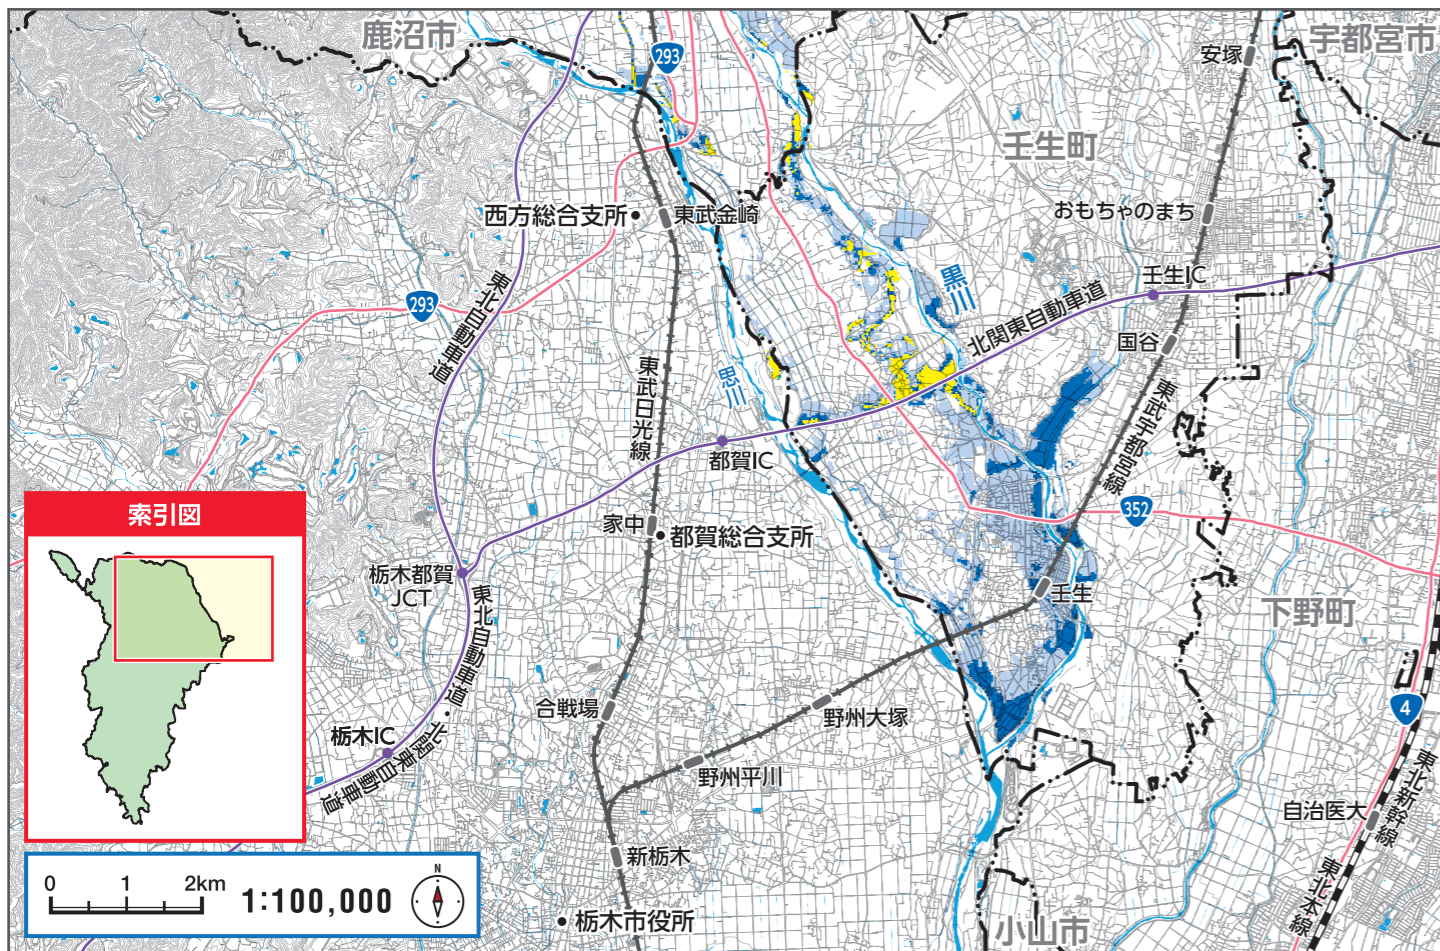 鹿沼市
293
安塚
宇都宮市
壬生町
西方総合支所
東武金崎
おもちゃのまち
黒川
壬生IC
293
東北自動車道
北関東自動車道
国谷
東武日光線
思川
東武宇都宮線
都賀IC
352
索引図
家中
都賀総合支所
栃木都賀
JCT
壬生
下野町
東北自動車道・北関東自動車道
合戦場
野州大塚
4
栃木IC
野州平川
東北新幹線
自治医大
新栃木
東北本線
0 1 2km
1:100,000
N
栃木市役所
小山市